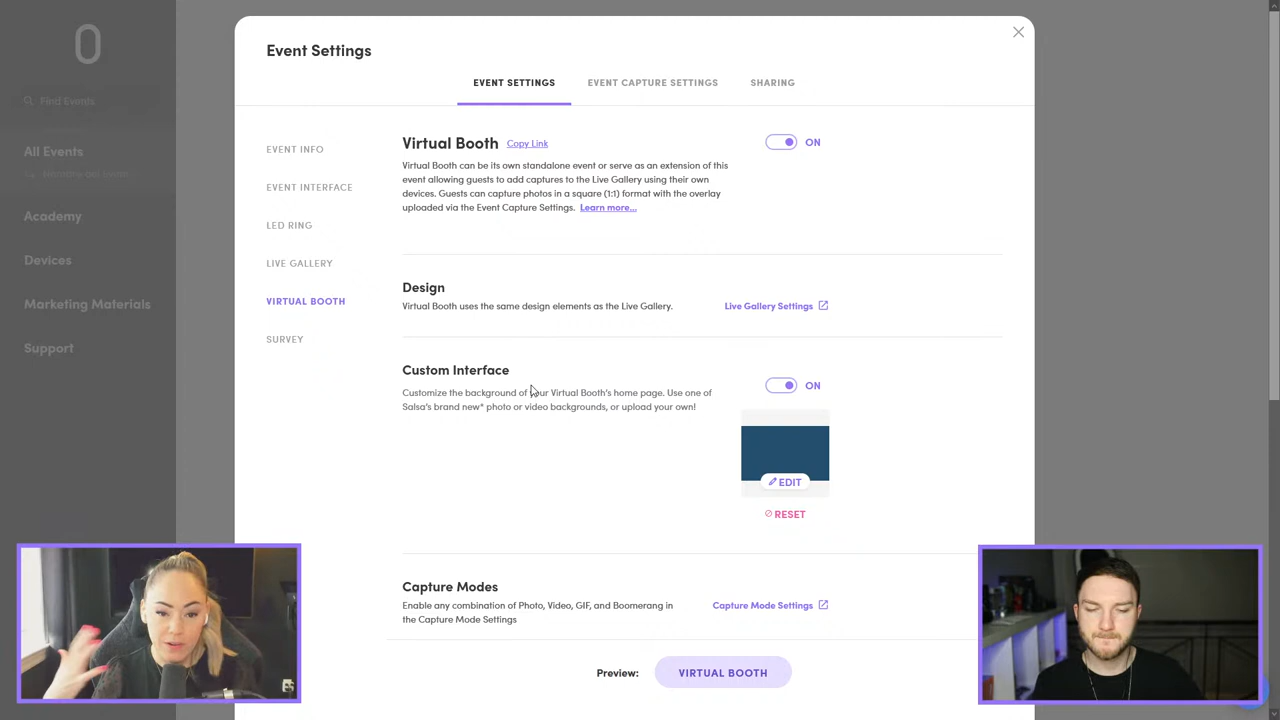 Event Settings
EVENT SETTINGS
EVENT CAPTURE SETTINGS
SHARING
Find Events
All Events
Academy
Devices
Marketing Materials
Support
EVENT INFO
EVENT INTERFACE
LED RING
LIVE GALLERY
VIRTUAL BOOTH
SURVEY
Virtual Booth Copy Link
ON
Virtual Booth can be its own standalone event or serve as an extension of this
event allowing guests to add captures to the Live Gallery using their own
devices. Guests can capture photos in a square (1:1) format with the overlay
uploaded via the Event Capture Settings. Learn more...
Design
Virtual Booth uses the same design elements as the Live Gallery.
Live Gallery Settings
Custom Interface
ON
Customize the background of your Virtual Booth's home page. Use one of
Salsa's brand new* photo or video backgrounds, or upload your own!
EDIT
RESET
Capture Modes
Enable any combination of Photo, Video, GIF, and Boomerang in
the Capture Mode Settings
Capture Mode Settings
Preview:
VIRTUAL BOOTH